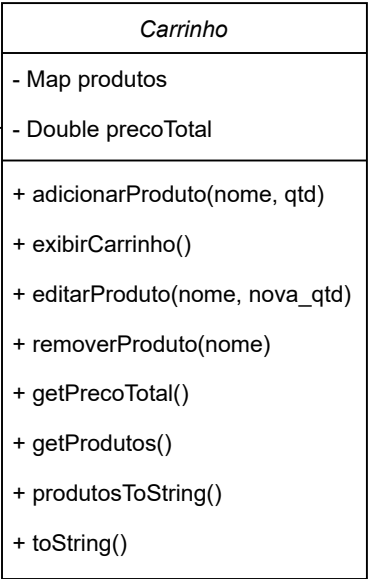 Carrinho
- Map produtos
- Double precoTotal
+ adicionarProduto(nome, qtd)
+ exibirCarrinho()
+ editarProduto(nome, nova_qtd)
+ removerProduto(nome)
+ getPrecoTotal()
+ getProdutos()
+ produtosToString()
+ toString()